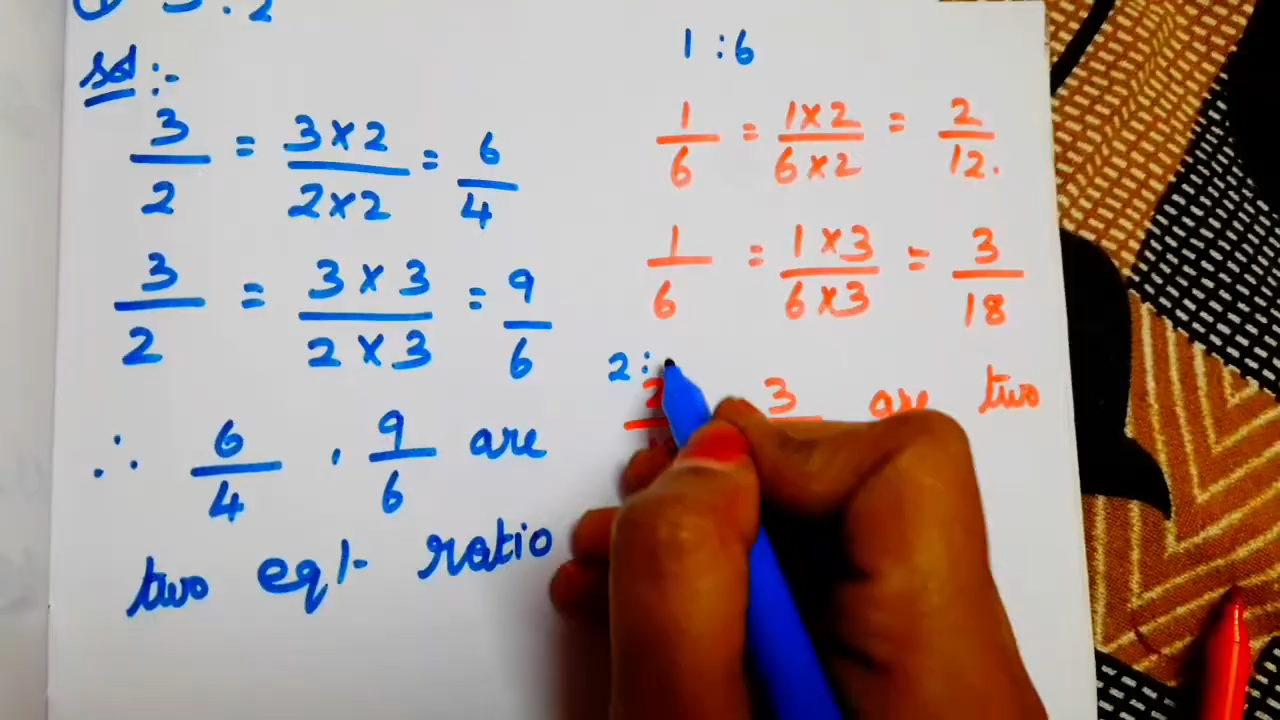 3:2
Sol:-
3/2 = 3×2/2×2 = 6/4
3/2 = 3×3/2×3 = 9/6
∴ 6/4 , 9/6 are
two eql. ratio
1:6
1/6 = 1×2/6×2 = 2/12.
1/6 = 1×3/6×3 = 3/18
2:
2 3 are two